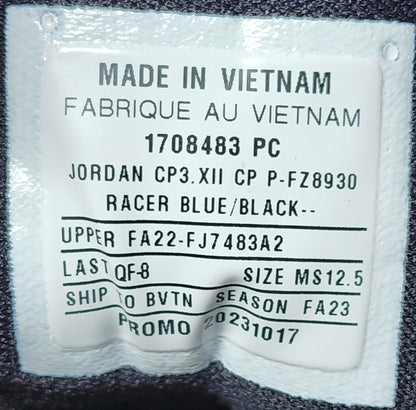 MADE IN VIETNAM
FABRIQUE AU VIETNAM
1708483 PC
JORDAN CP3.XII CP P-FZ8930
RACER BLUE/BLACK--
UPPER FA22-FJ7483A2
LAST QF-8 SIZE MS12.5
SHIP TO BVTN SEASON FA23
PROMO 20231017